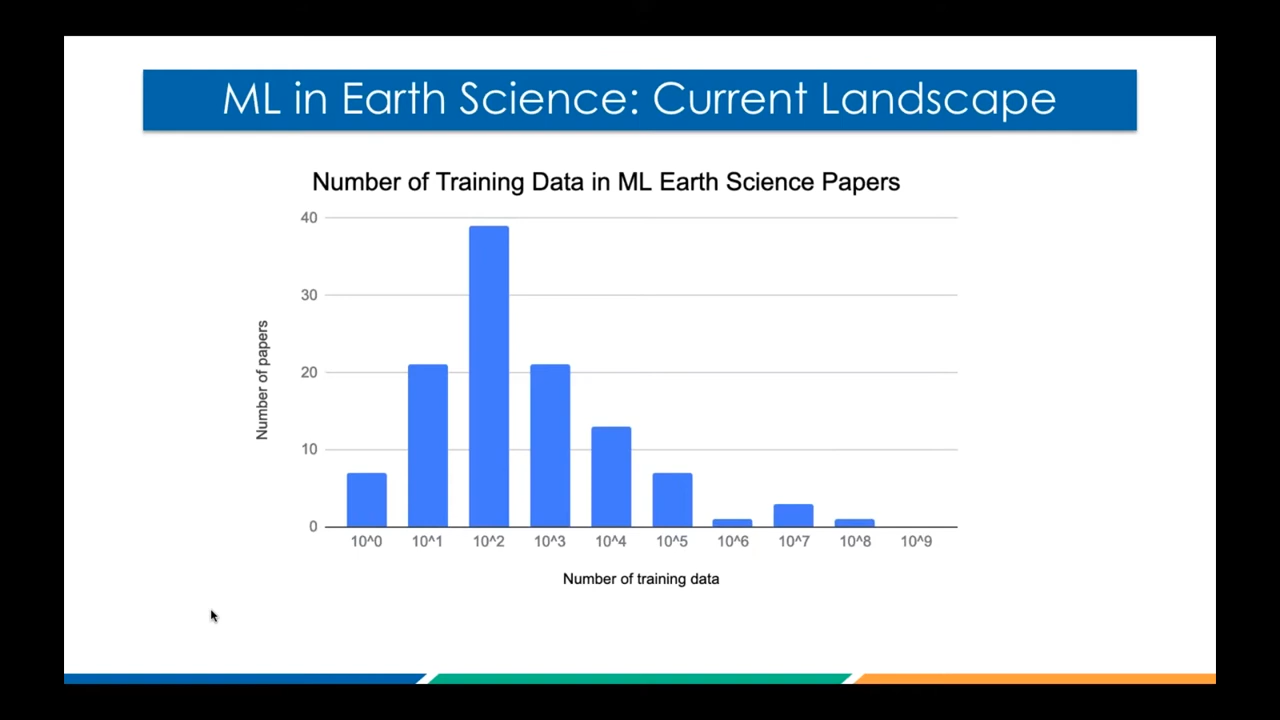 ML in Earth Science: Current Landscape
Number of Training Data in ML Earth Science Papers
40
30
20
10
0
Number of papers
10^0 10^1 10^2 10^3 10^4 10^5 10^6 10^7 10^8 10^9
Number of training data